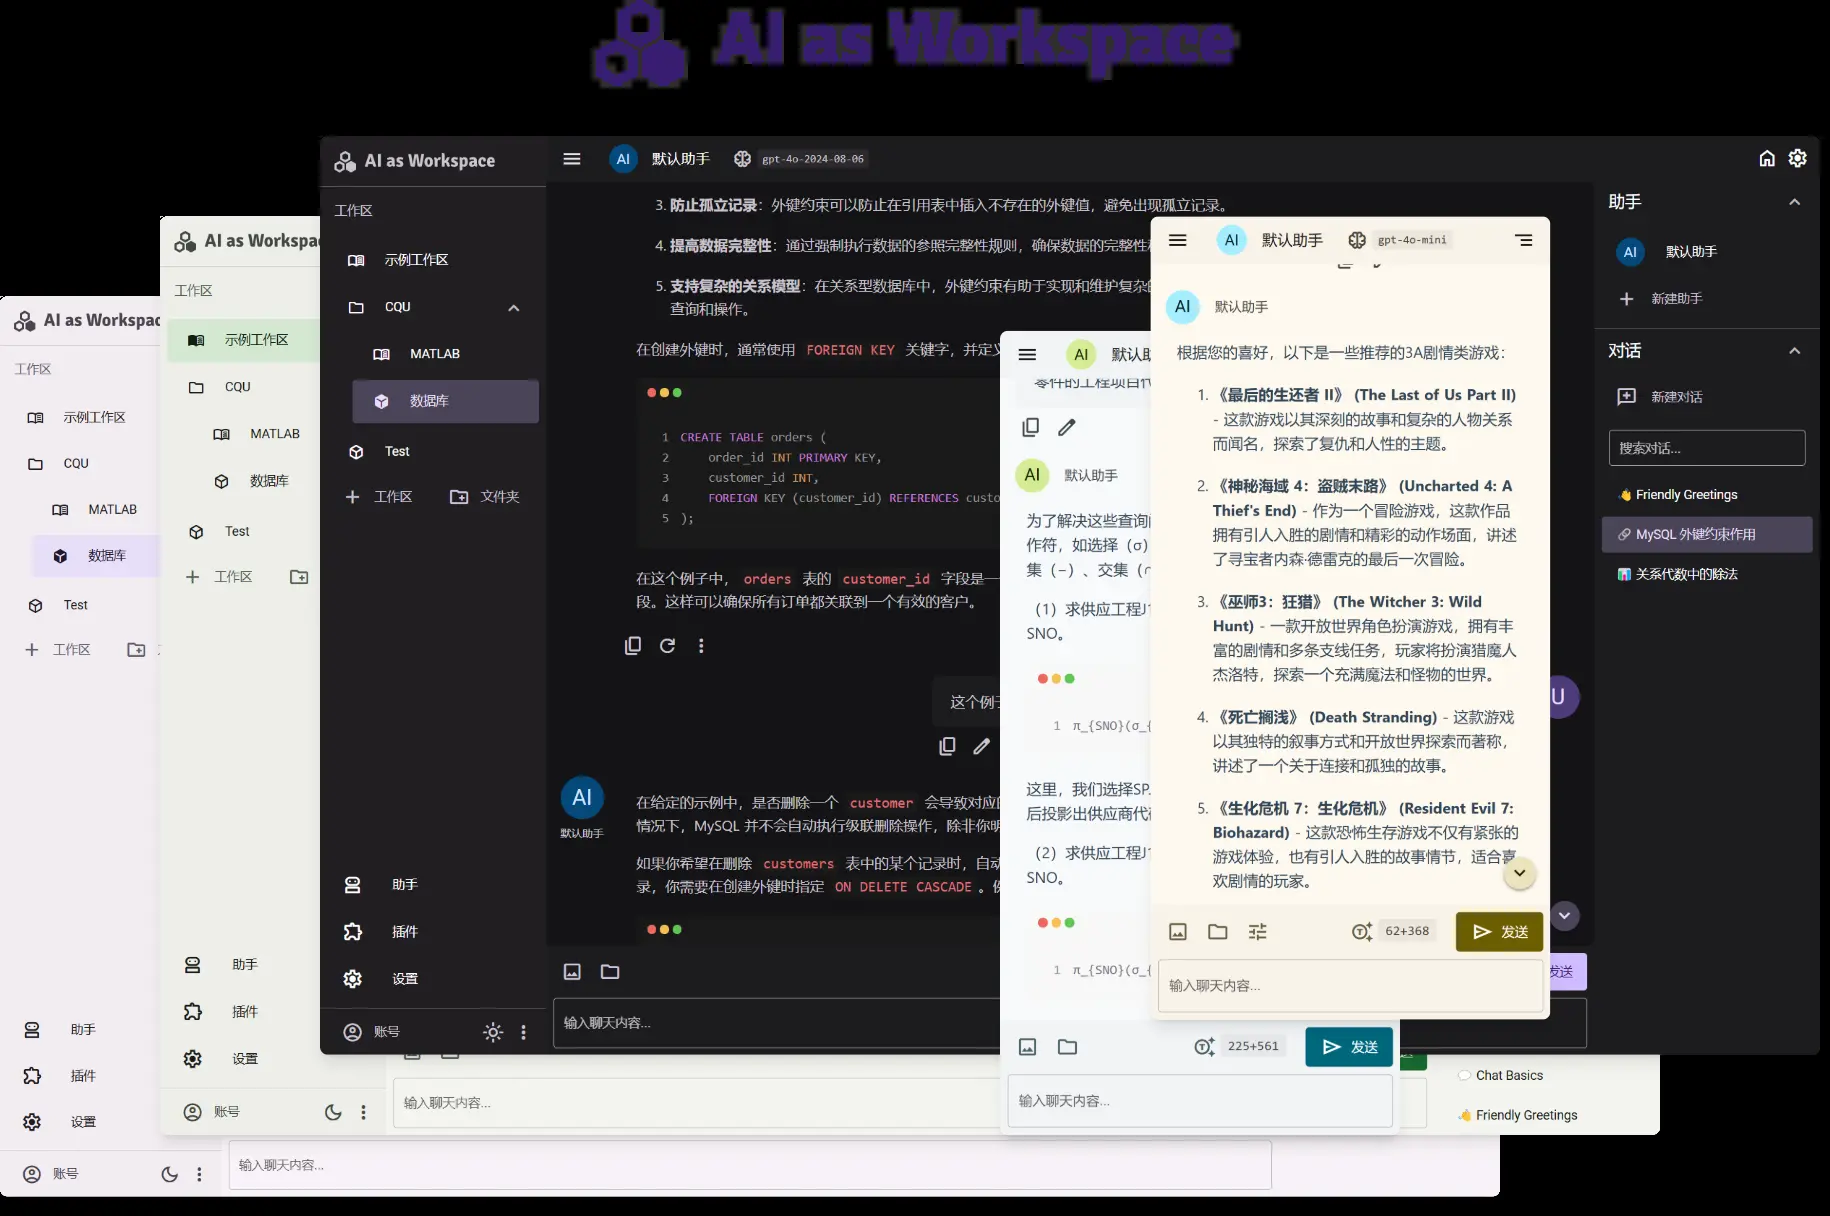 AI as Workspace
AI as Workspac
工作区
示例工作区
CQU
MATLAB
数据库
Test
工作区
助手
插件
设置
账号
输入聊天内容...
AI as Workspa
工作区
示例工作区
CQU
MATLAB
数据库
Test
工作区
助手
插件
设置
账号
输入聊天内容...
Chat Basics
Friendly Greetings
AI as Workspace
工作区
示例工作区
CQU
MATLAB
数据库
Test
工作区
文件夹
助手
插件
设置
账号
AI 默认助手 gpt-4o-2024-08-06
3. 防止孤立记录：外键约束可以防止在引用表中插入不存在的外键值，避免出现孤立记录。
4. 提高数据完整性：通过强制执行数据的参照完整性规则，确保数据的完整性
5. 支持复杂的关系模型：在关系型数据库中，外键约束有助于实现和维护复杂
查询和操作。
在创建外键时，通常使用 FOREIGN KEY 关键字，并定
1 CREATE TABLE orders (
2 order_id INT PRIMARY KEY,
3 customer_id INT,
4 FOREIGN KEY (customer_id) REFERENCES custo
5 );
在这个例子中， orders 表的 customer_id 字段是一
段。这样可以确保所有订单都关联到一个有效的客户。
这个例
U
AI
默认助手
在给定的示例中，是否删除一个 customer 会导致对应
情况下，MySQL 并不会自动执行级联删除操作，除非你
如果你希望在删除 customers 表中的某个记录时，自动
录，你需要在创建外键时指定 ON DELETE CASCADE 。
输入聊天内容...
发送
助手
AI 默认助手
新建助手
对话
新建对话
搜索对话...
Friendly Greetings
MySQL 外键约束作用
关系代数中的除法
AI 默认
零件的工程项目
AI 默认助手
为了解决这些查询
作符，如选择（σ）
集（−）、交集（
（1）求供应工程
SNO。
1 π_{SNO}(σ_{
这里，我们选择SP
后投影出供应商代
（2）求供应工程
SNO。
1 π_{SNO}(σ_{
225+561
发送
输入聊天内容...
AI 默认助手 gpt-4o-mini
AI 默认助手
根据您的喜好，以下是一些推荐的3A剧情类游戏：
1. 《最后的生还者 II》 (The Last of Us Part II)
- 这款游戏以其深刻的故事和复杂的人物关系
而闻名，探索了复仇和人性的主题。
2. 《神秘海域 4：盗贼末路》 (Uncharted 4: A
Thief's End) - 作为一个冒险游戏，这款作品
拥有引人入胜的剧情和精彩的动作场面，讲述
了寻宝者内森·德雷克的最后一次冒险。
3. 《巫师3：狂猎》 (The Witcher 3: Wild
Hunt) - 一款开放世界角色扮演游戏，拥有丰
富的剧情和多条支线任务，玩家将扮演猎魔人
杰洛特，探索一个充满魔法和怪物的世界。
4. 《死亡搁浅》 (Death Stranding) - 这款游戏
以其独特的叙事方式和开放世界探索而著称，
讲述了一个关于连接和孤独的故事。
5. 《生化危机 7：生化危机》 (Resident Evil 7:
Biohazard) - 这款恐怖生存游戏不仅有紧张的
游戏体验，也有引人入胜的故事情节，适合喜
欢剧情的玩家。
62+368
发送
输入聊天内容...